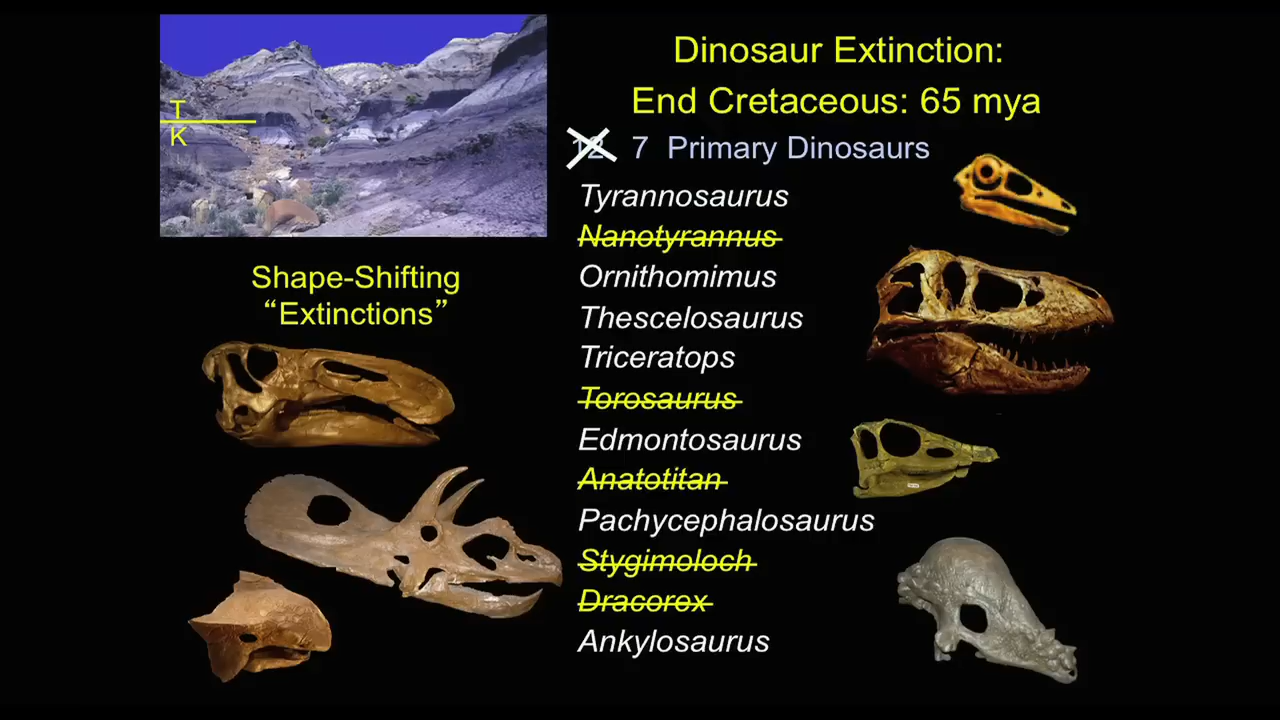 Dinosaur Extinction:
End Cretaceous: 65 mya
12 7 Primary Dinosaurs
T
K
Shape-Shifting
“Extinctions”
Tyrannosaurus
Nanotyrannus
Ornithomimus
Thescelosaurus
Triceratops
Torosaurus
Edmontosaurus
Anatotitan
Pachycephalosaurus
Stygimoloch
Dracorex
Ankylosaurus